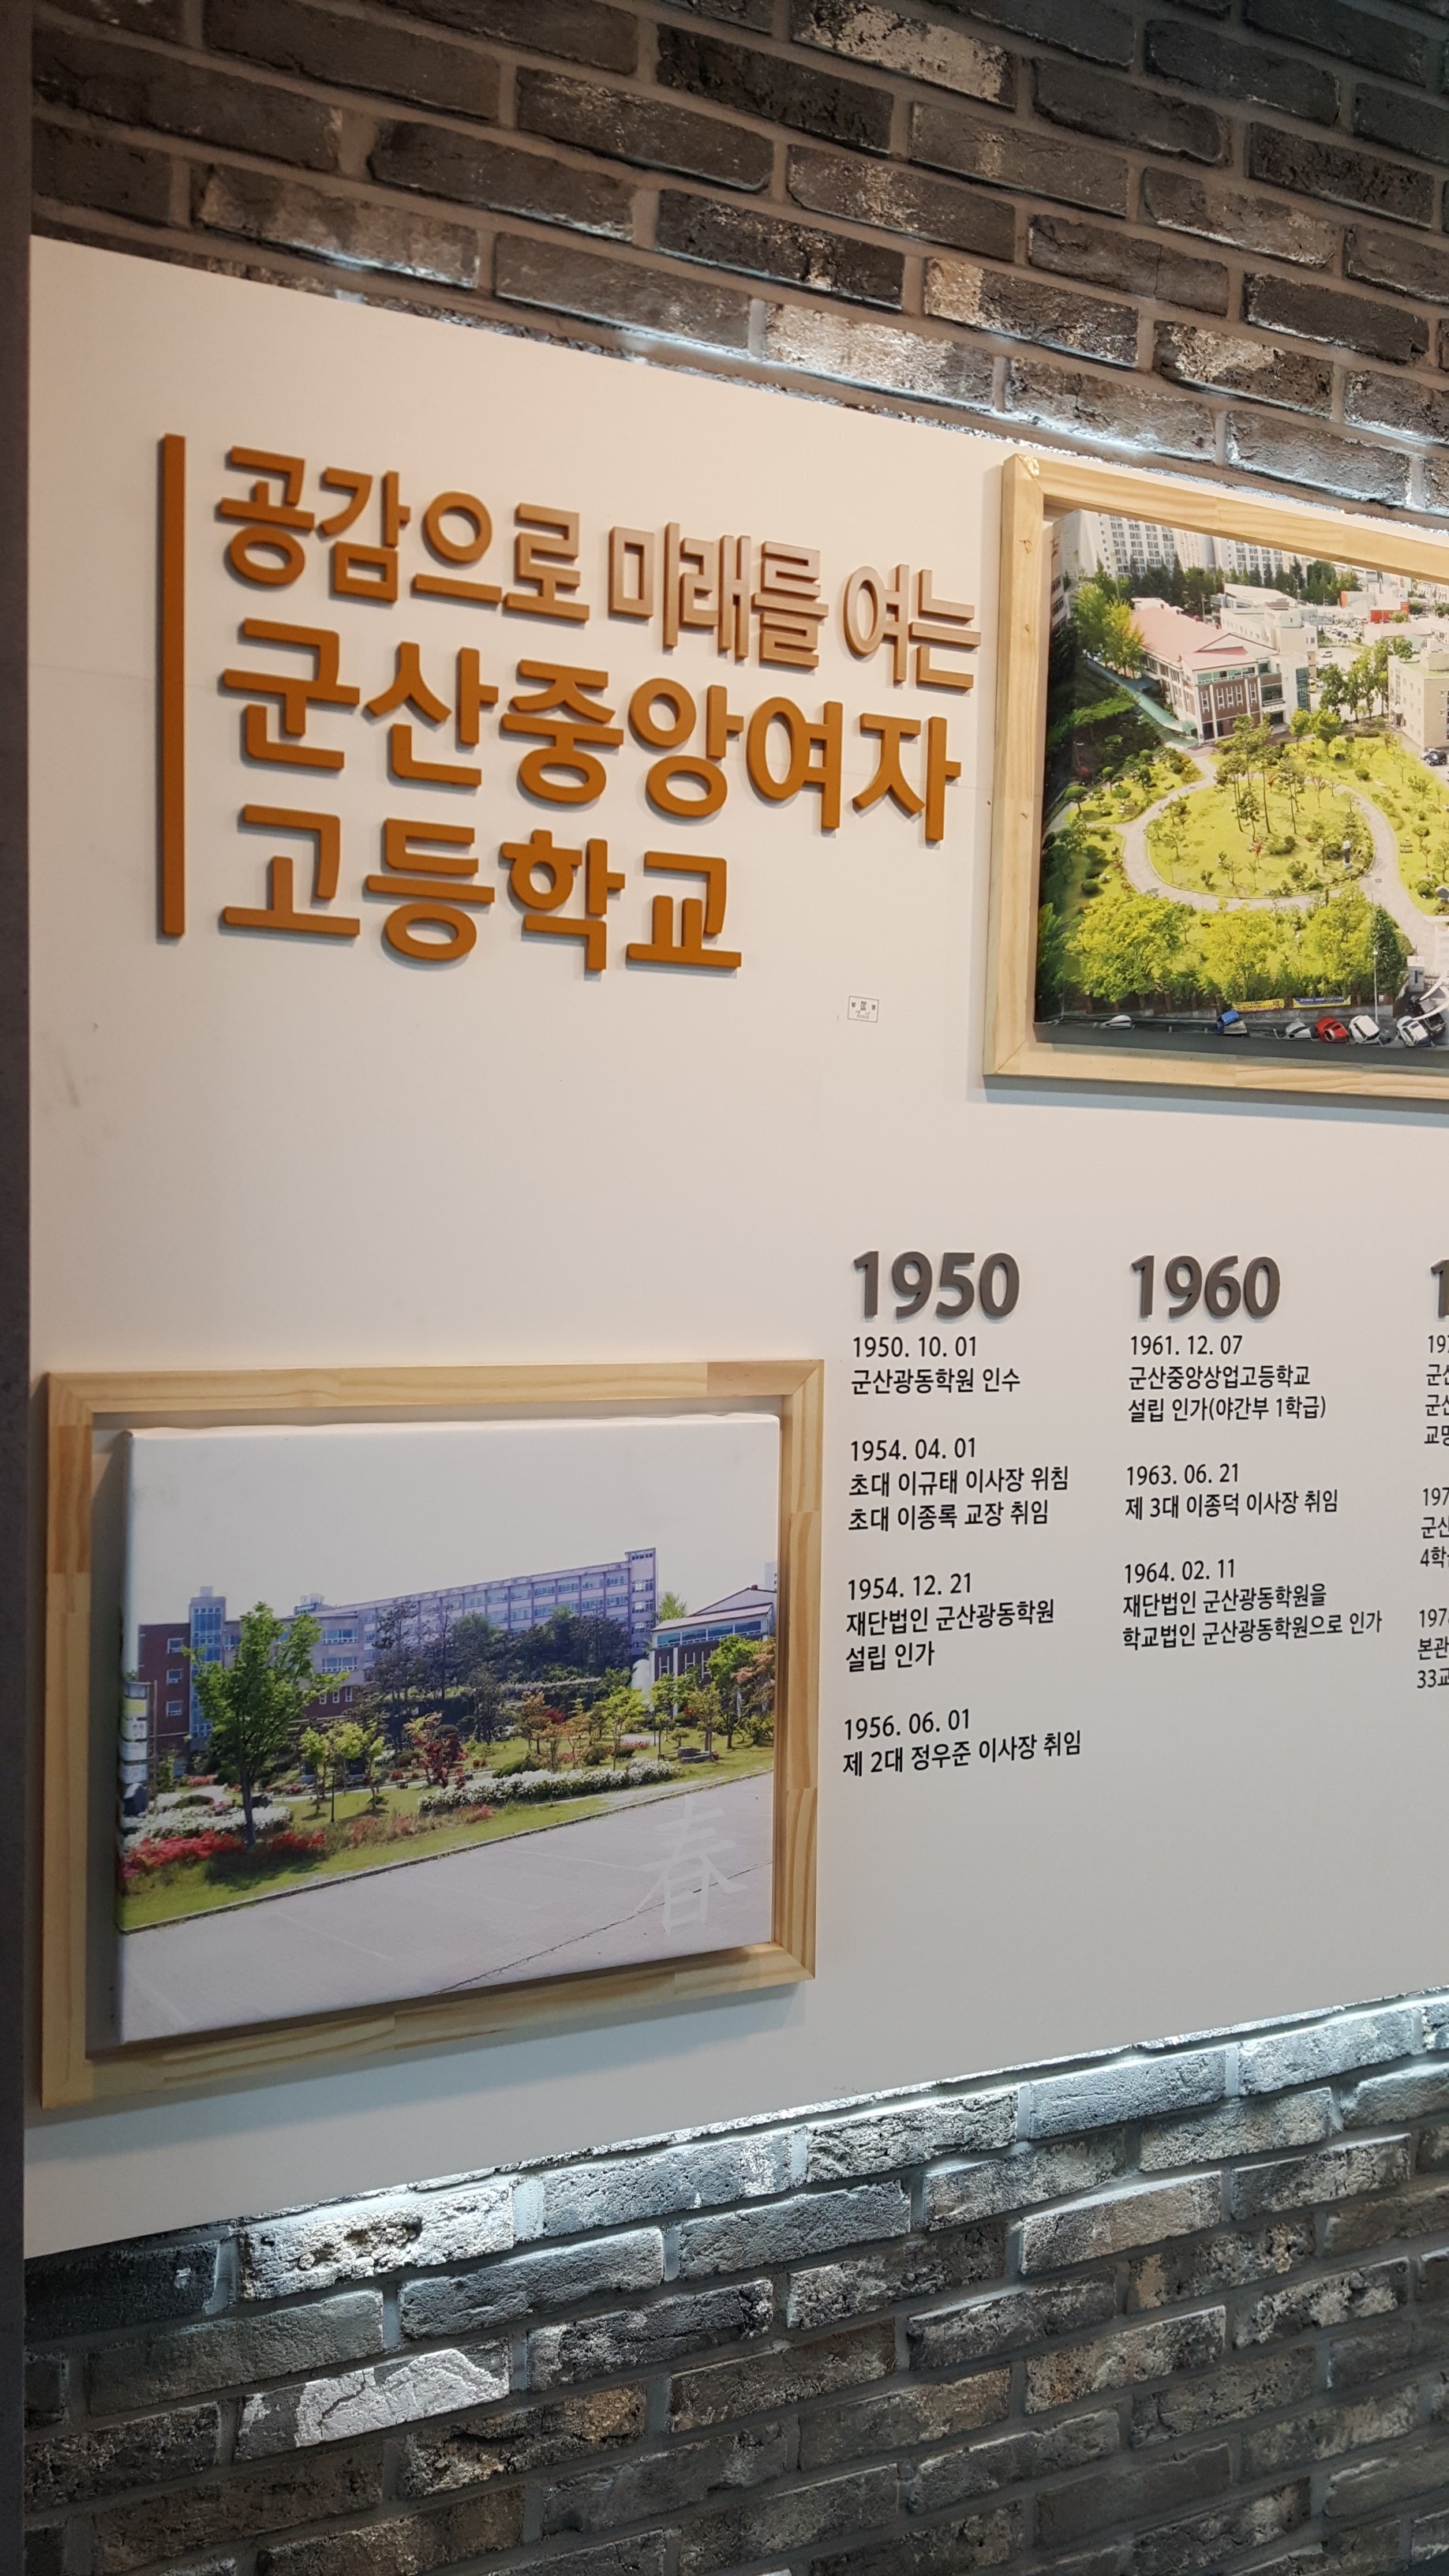 공감으로 미래를 여는
군산중앙여자
고등학교
1950
1950. 10. 01
군산광동학원 인수
1954. 04. 01
초대 이규태 이사장 위침
초대 이종록 교장 취임
1954. 12. 21
재단법인 군산광동학원
설립 인가
1956. 06. 01
제 2대 정우준 이사장 취임
1960
1961. 12. 07
군산중앙상업고등학교
설립 인가(야간부 1학급)
1963. 06. 21
제 3대 이종덕 이사장 취임
1964. 02. 11
재단법인 군산광동학원을
학교법인 군산광동학원으로 인가
본관
春